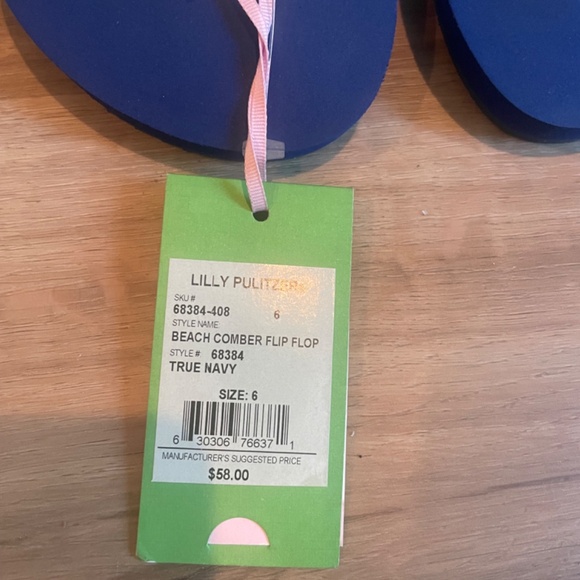 LILLY PULITZER®
SKU #
68384-408 6
STYLE NAME
BEACH COMBER FLIP FLOP
STYLE # 68384
TRUE NAVY
SIZE: 6
6 30306 76637 1
MANUFACTURER'S SUGGESTED PRICE
$58.00